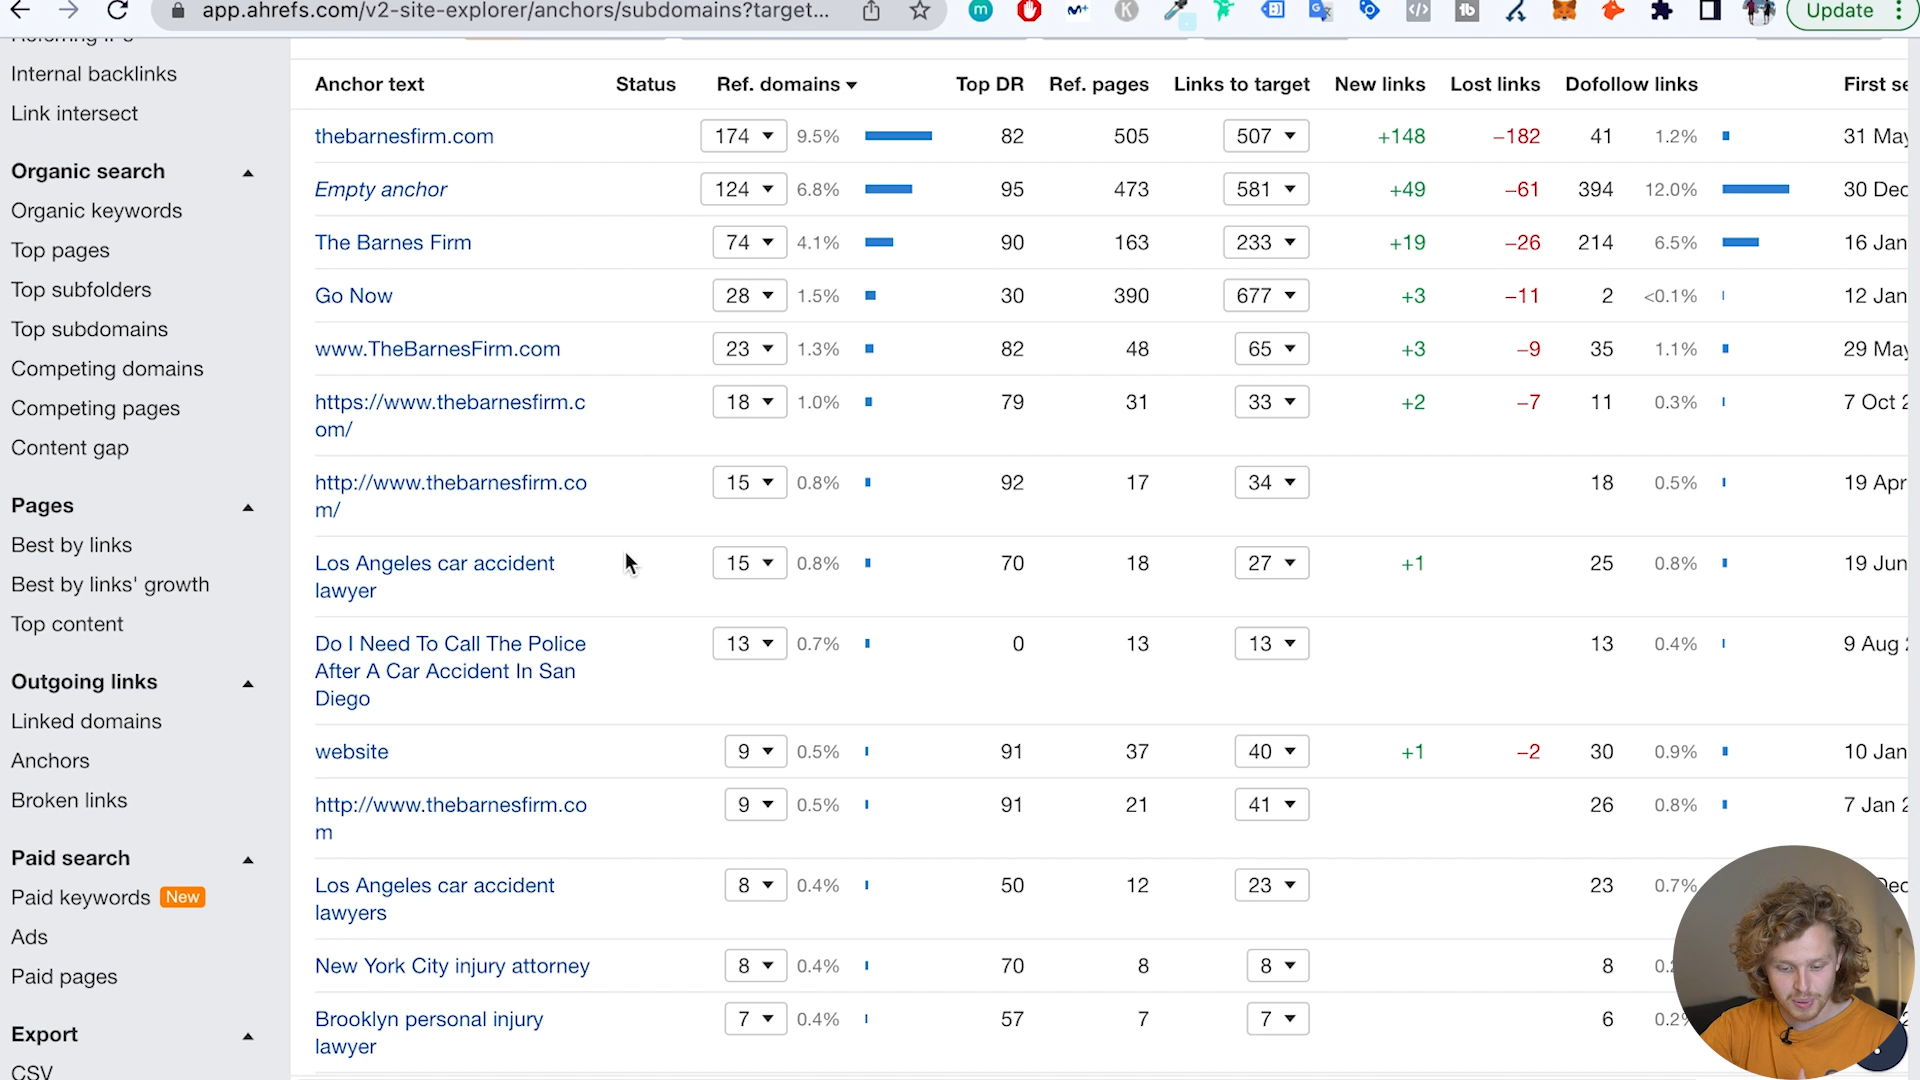 app.ahrefs.com/v2-site-explorer/anchors/subdomains?target...
Update
Internal backlinks
Link intersect
Organic search
Organic keywords
Top pages
Top subfolders
Top subdomains
Competing domains
Competing pages
Content gap
Pages
Best by links
Best by links' growth
Top content
Outgoing links
Linked domains
Anchors
Broken links
Paid search
Paid keywords New
Ads
Paid pages
Export
CSV
Anchor text Status Ref. domains Top DR Ref. pages Links to target New links Lost links Dofollow links First se
thebarnesfirm.com 174 9.5% 82 505 507 +148 −182 41 1.2% 31 May
Empty anchor 124 6.8% 95 473 581 +49 −61 394 12.0% 30 Dec
The Barnes Firm 74 4.1% 90 163 233 +19 −26 214 6.5% 16 Jan
Go Now 28 1.5% 30 390 677 +3 −11 2 <0.1% 12 Jan
www.TheBarnesFirm.com 23 1.3% 82 48 65 +3 −9 35 1.1% 29 May
https://www.thebarnesfirm.c 18 1.0% 79 31 33 +2 −7 11 0.3% 7 Oct 2
om/
http://www.thebarnesfirm.co 15 0.8% 92 17 34 18 0.5% 19 Apr
m/
Los Angeles car accident 15 0.8% 70 18 27 +1 25 0.8% 19 Jun
lawyer
Do I Need To Call The Police 13 0.7% 0 13 13 13 0.4% 9 Aug
After A Car Accident In San
Diego
website 9 0.5% 91 37 40 +1 −2 30 0.9% 10 Jan
http://www.thebarnesfirm.co 9 0.5% 91 21 41 26 0.8% 7 Jan 2
m
Los Angeles car accident 8 0.4% 50 12 23 23 0.7% Dec
lawyers
New York City injury attorney 8 0.4% 70 8 8 8
Brooklyn personal injury 7 0.4% 57 7 7 6 0.2%
lawyer